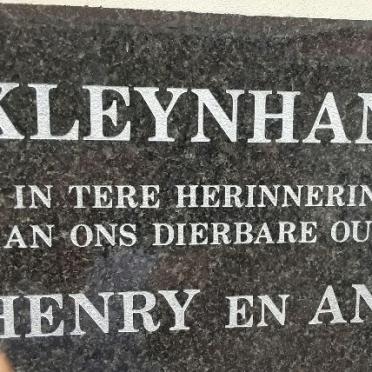 KLEYNHAN
IN TERE HERINNERIN
AN ONS DIERBARE OU
HENRY EN AN